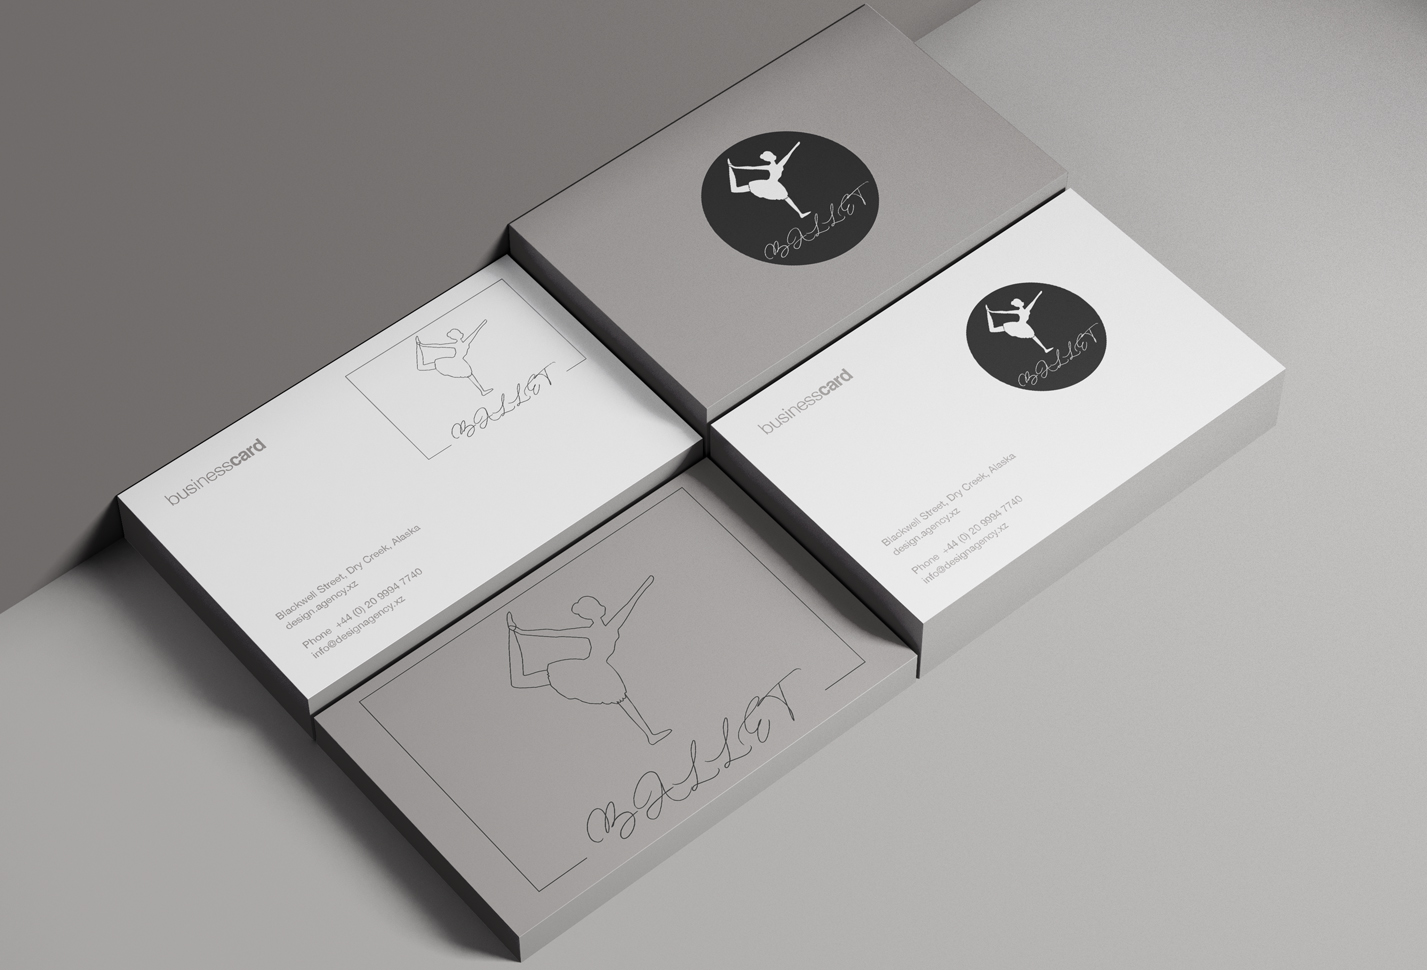 BALLET
businesscard
BALLET
Blackwell Street, Dry Creek, Alaska
design.agency.xz
Phone +44 (0) 20 9994 7740
info@designagency.xz
businesscard
BALLET
Blackwell Street, Dry Creek, Alaska
design.agency.xz
Phone +44 (0) 20 9994 7740
info@designagency.xz
BALLET